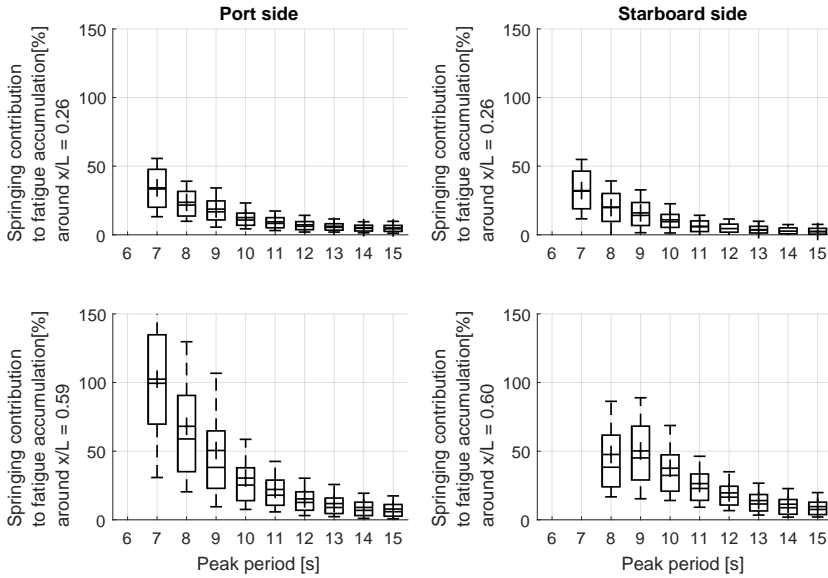 Port side
Springing contribution
to fatigue accumulation[%]
around x/L = 0.26
150
100
50
0
6 7 8 9 10 11 12 13 14 15
Starboard side
Springing contribution
to fatigue accumulation[%]
around x/L = 0.26
150
100
50
0
6 7 8 9 10 11 12 13 14 15
Springing contribution
to fatigue accumulation[%]
around x/L = 0.59
150
100
50
0
6 7 8 9 10 11 12 13 14 15
Peak period [s]
Springing contribution
to fatigue accumulation[%]
around x/L = 0.60
150
100
50
0
6 7 8 9 10 11 12 13 14 15
Peak period [s]